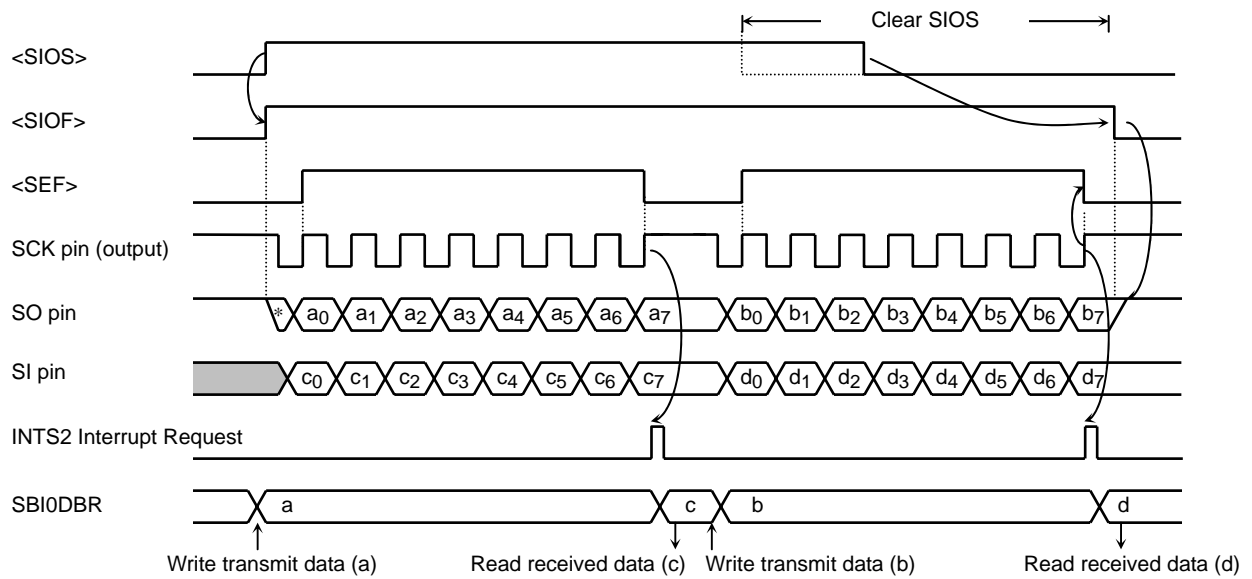 Clear SIOS
<SIOS>
<SIOF>
<SEF>
SCK pin (output)
SO pin
* a0 a1 a2 a3 a4 a5 a6 a7 b0 b1 b2 b3 b4 b5 b6 b7
SI pin
c0 c1 c2 c3 c4 c5 c6 c7 d0 d1 d2 d3 d4 d5 d6 d7
INTS2 Interrupt Request
SBI0DBR
a c b d
Write transmit data (a) Read received data (c) Write transmit data (b) Read received data (d)